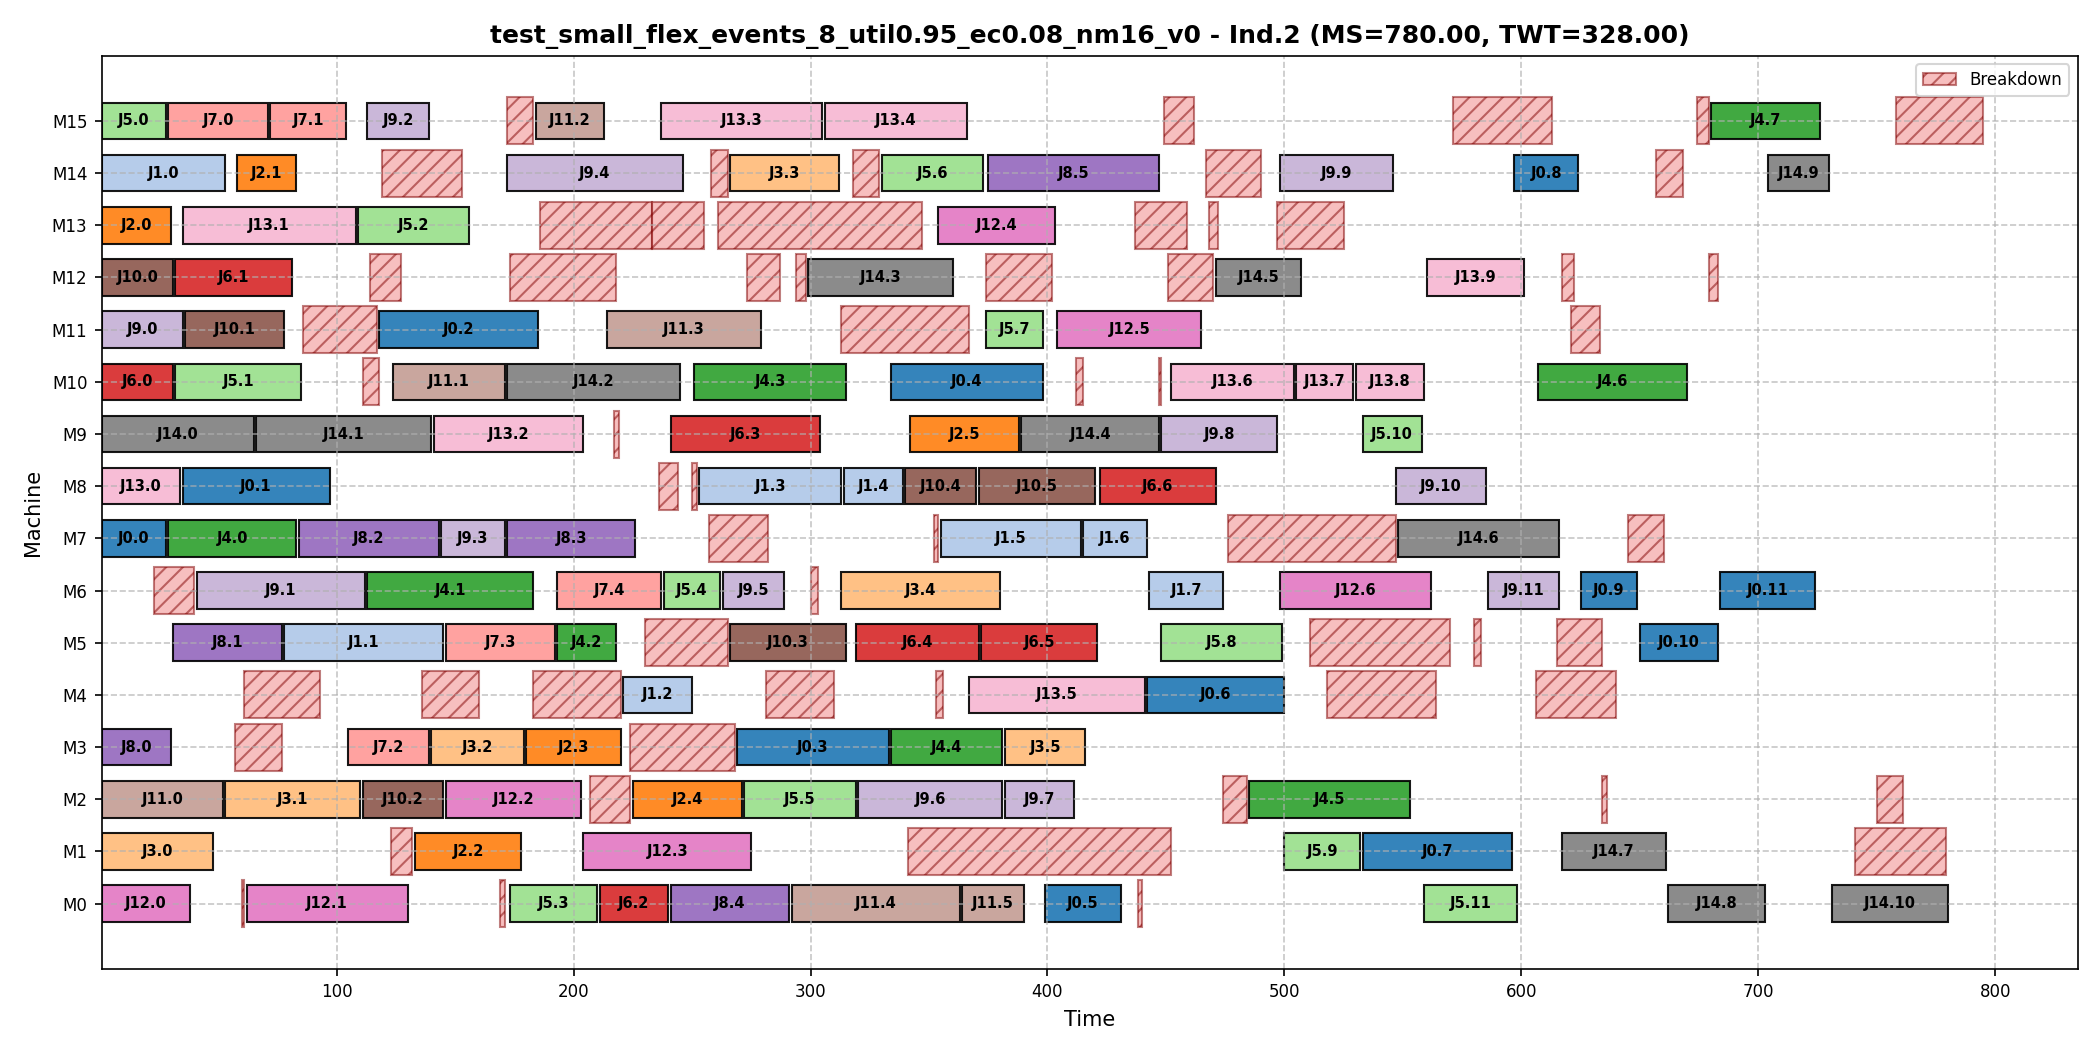 test_small_flex_events_8_util0.95_ec0.08_nm16_v0 - Ind.2 (MS=780.00, TWT=328.00)
Breakdown
M15 J5.0 J7.0 J7.1 J9.2 J11.2 J13.3 J13.4 J4.7
M14 J1.0 J2.1 J9.4 J3.3 J5.6 J8.5 J9.9 J0.8 J14.9
M13 J2.0 J13.1 J5.2 J12.4
M12 J10.0 J6.1 J14.3 J14.5 J13.9
M11 J9.0 J10.1 J0.2 J11.3 J5.7 J12.5
M10 J6.0 J5.1 J11.1 J14.2 J4.3 J0.4 J13.6 J13.7 J13.8 J4.6
M9 J14.0 J14.1 J13.2 J6.3 J2.5 J14.4 J9.8 J5.10
M8 J13.0 J0.1 J1.3 J1.4 J10.4 J10.5 J6.6 J9.10
M7 J0.0 J4.0 J8.2 J9.3 J8.3 J1.5 J1.6 J14.6
M6 J9.1 J4.1 J7.4 J5.4 J9.5 J3.4 J1.7 J12.6 J9.11 J0.9 J0.11
M5 J8.1 J1.1 J7.3 J4.2 J10.3 J6.4 J6.5 J5.8 J0.10
M4 J1.2 J13.5 J0.6
M3 J8.0 J7.2 J3.2 J2.3 J0.3 J4.4 J3.5
M2 J11.0 J3.1 J10.2 J12.2 J2.4 J5.5 J9.6 J9.7 J4.5
M1 J3.0 J2.2 J12.3 J5.9 J0.7 J14.7
M0 J12.0 J12.1 J5.3 J6.2 J8.4 J11.4 J11.5 J0.5 J5.11 J14.8 J14.10
Machine
100 200 300 400 500 600 700 800
Time